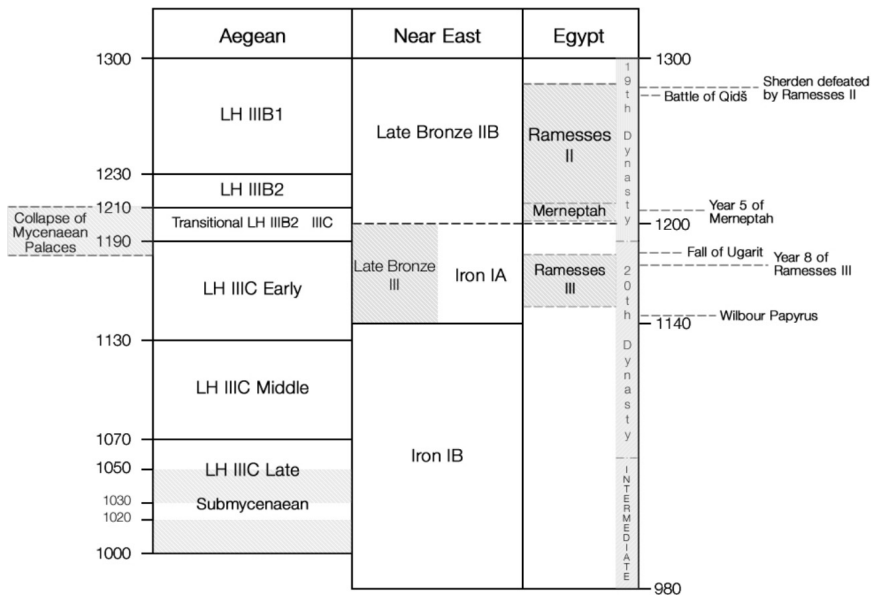 Aegean
Near East
Egypt
1300
1300
19th Dynasty
Sherden defeated
by Ramesses II
Battle of Qidš
LH IIIB1
Late Bronze IIB
Ramesses
II
1230
LH IIIB2
1210
Merneptah
Year 5 of
Merneptah
Collapse of
Mycenaean
Palaces
Transitional LH IIIB2 IIIC
1200
1190
Fall of Ugarit
Year 8 of
Ramesses III
Late Bronze
III
Iron IA
Ramesses
III
20th Dynasty
LH IIIC Early
Wilbour Papyrus
1140
1130
LH IIIC Middle
1070
Iron IB
1050
LH IIIC Late
INTERMEDIATE
1030
Submycenaean
1020
1000
980